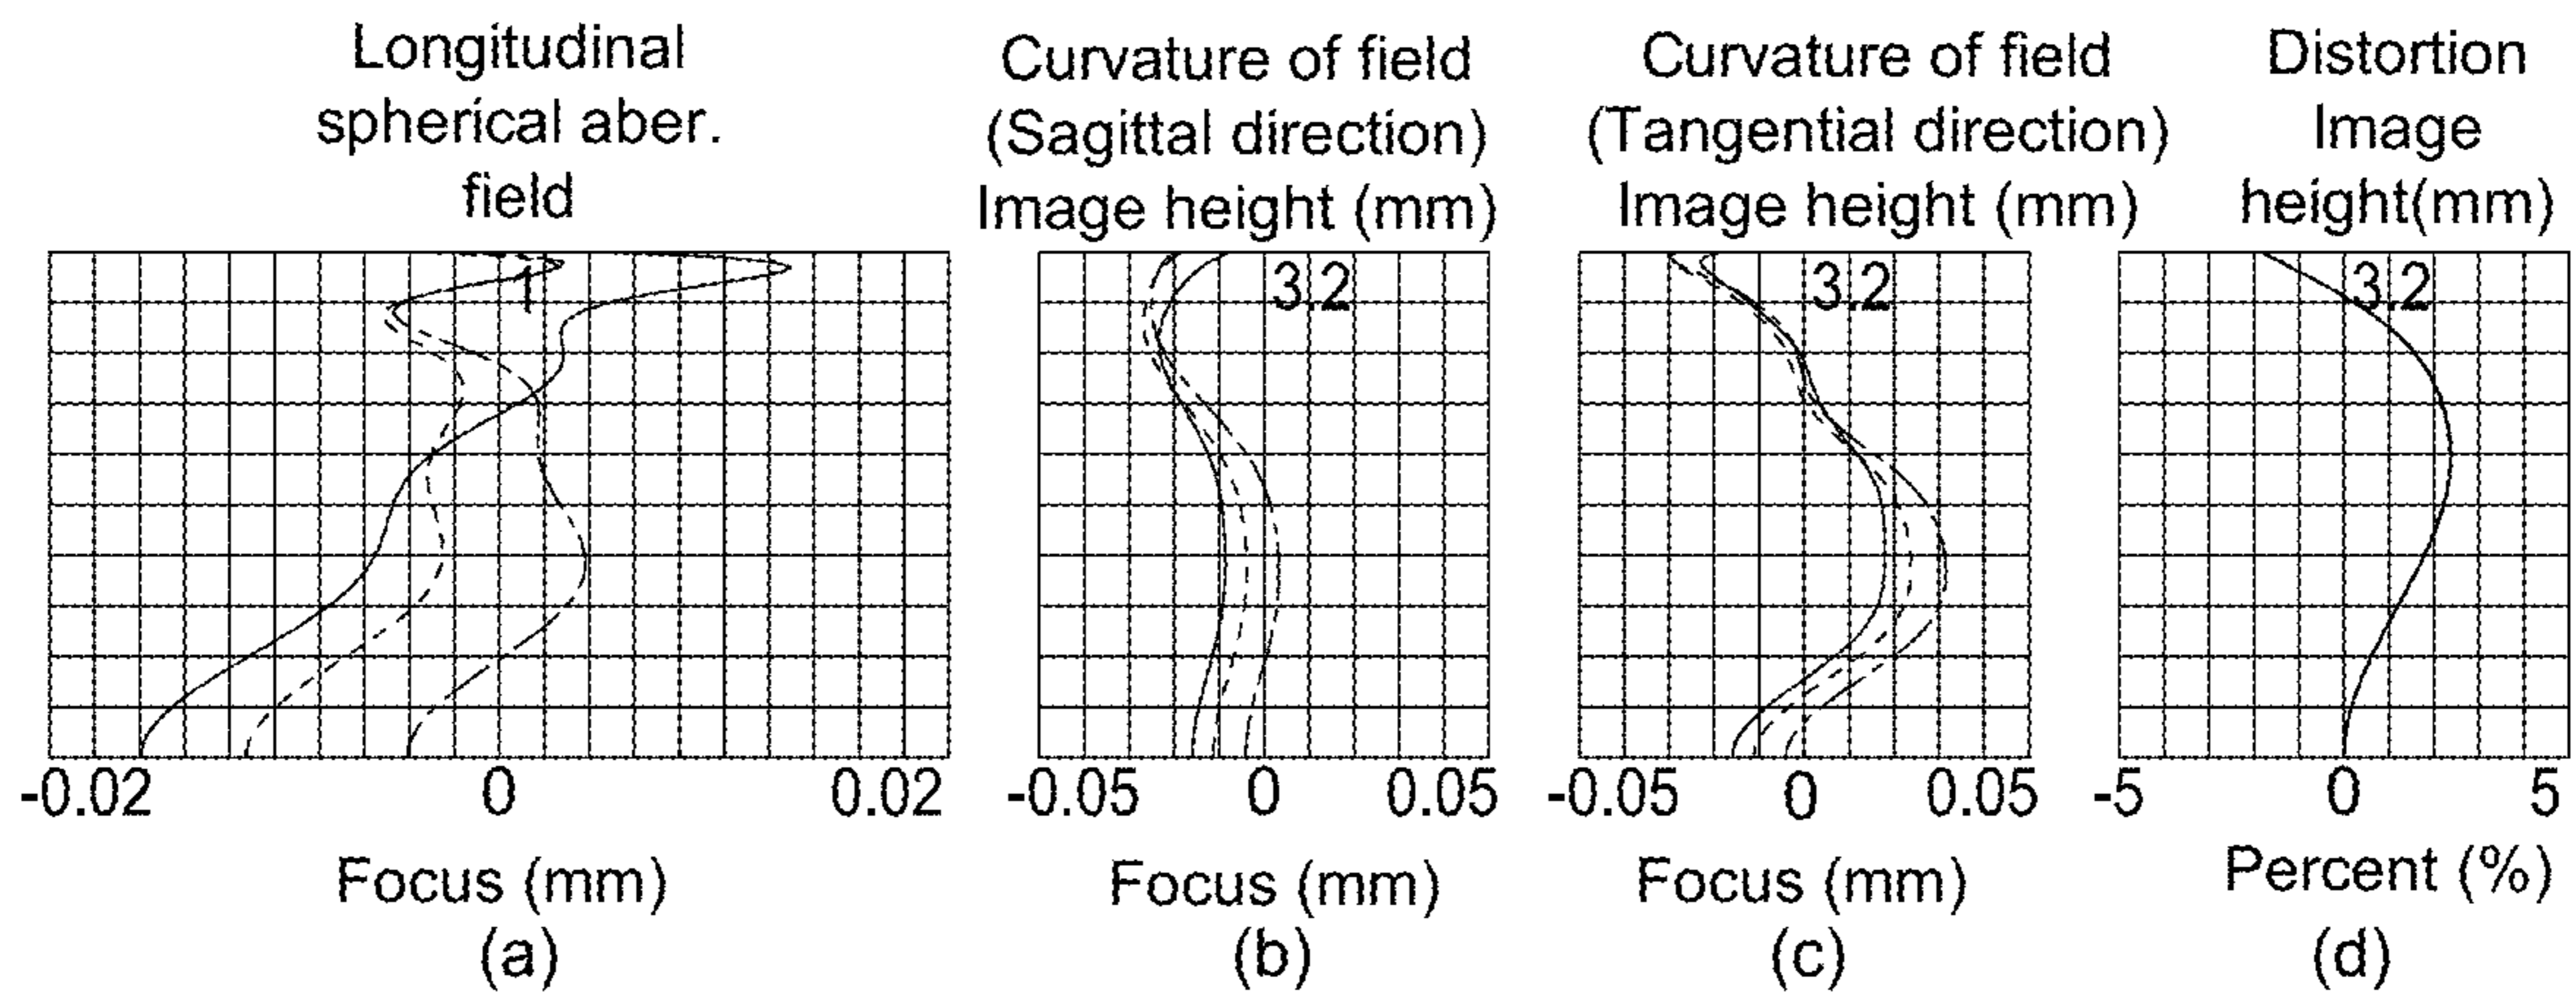 Longitudinal
spherical aber.
field
1
-0.02 0 0.02
Focus (mm)
(a)
Curvature of field
(Sagittal direction)
Image height (mm)
3.2
-0.05 0 0.05
Focus (mm)
(b)
Curvature of field
(Tangential direction)
Image height (mm)
3.2
-0.05 0 0.05
Focus (mm)
(c)
Distortion
Image
height(mm)
3.2
-5 0 5
Percent (%)
(d)